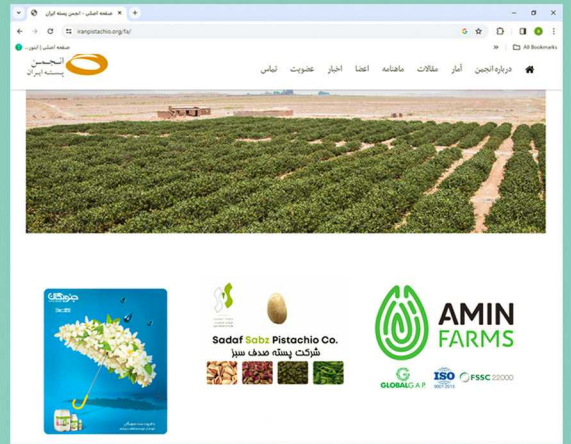 صفحه اصلی - انجمن پسته ایران
iranpistachio.org/fa/
All Bookmarks
انجمن
پسته ایران
درباره انجمن آمار مقالات ماهنامه اعضا اخبار عضویت تماس
Sadaf Sabz Pistachio Co.
شرکت پسته صدف سبز
AMIN
FARMS
GLOBALG.A.P.
ISO
FSSC 22000